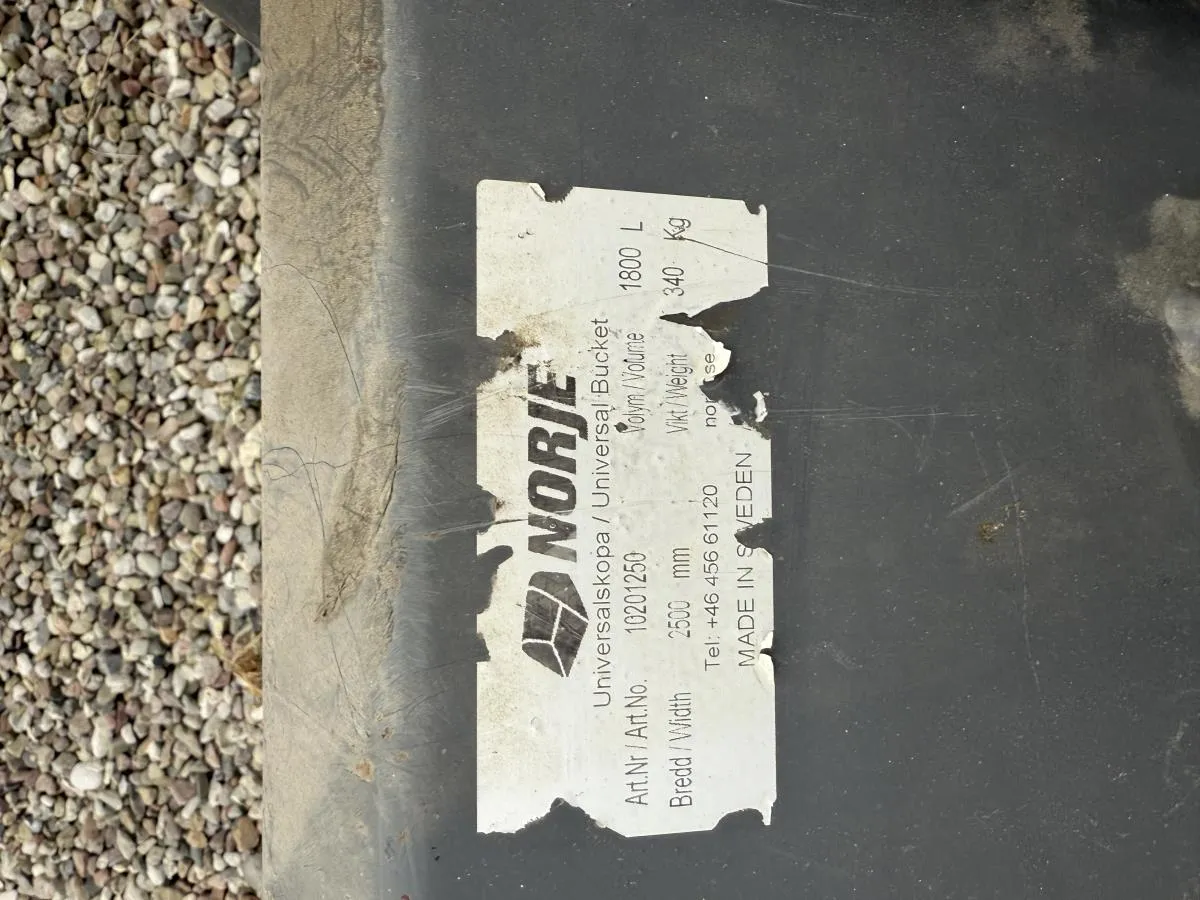 NORJE
Universalskopa / Universal Bucket
Art.Nr / Art.No. 10201250 Volym / Volume 1800 L
Bredd / Width 2500 mm Vikt / Weight 340 Kg
Tel: +46 456 61120
MADE IN SWEDEN